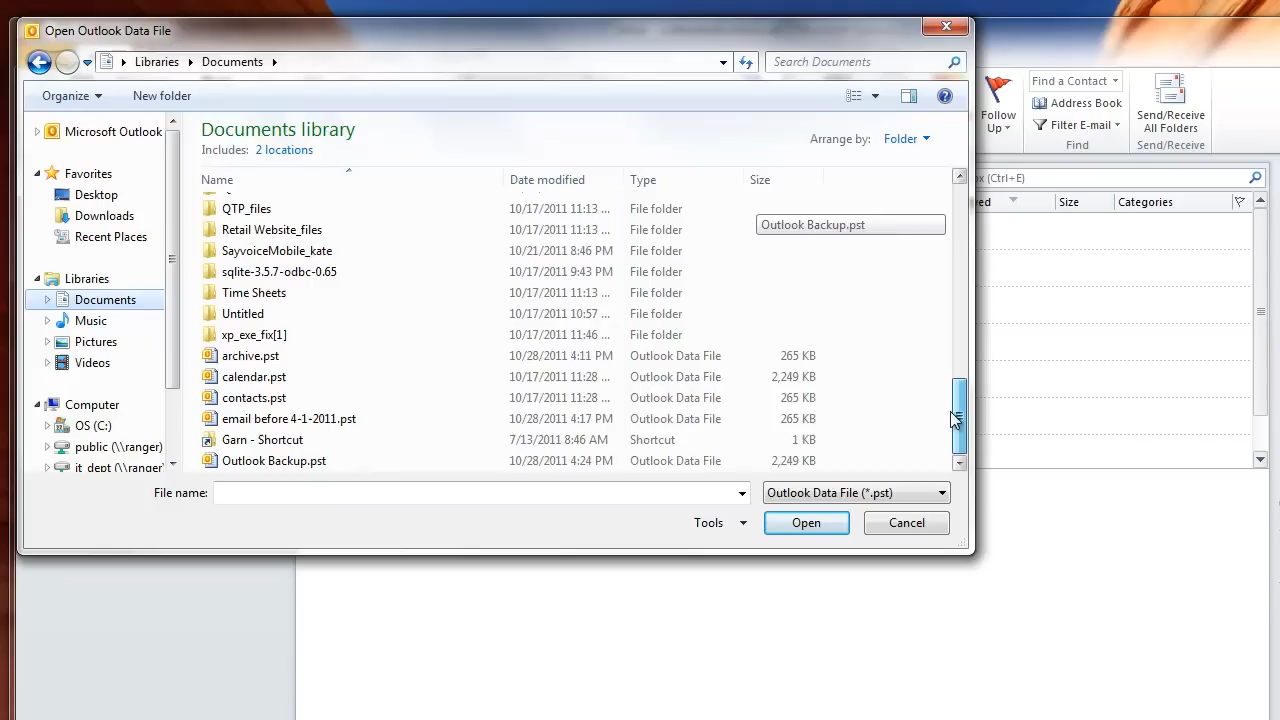 Open Outlook Data File
Libraries Documents
Search Documents
Organize
New folder
Microsoft Outlook
Favorites
Desktop
Downloads
Recent Places
Libraries
Documents
Music
Pictures
Videos
Computer
OS (C:)
public (\\ranger)
it_dept (\\ranger)
Documents library
Includes: 2 locations
Arrange by: Folder
Name Date modified Type Size
QTP_files 10/17/2011 11:13 ... File folder
Retail Website_files 10/17/2011 11:13 ... File folder
SayvoiceMobile_kate 10/21/2011 8:46 PM File folder
sqlite-3.5.7-odbc-0.65 10/17/2011 9:43 PM File folder
Time Sheets 10/17/2011 11:13 ... File folder
Untitled 10/17/2011 10:57 ... File folder
xp_exe_fix[1] 10/17/2011 11:46 ... File folder
archive.pst 10/28/2011 4:11 PM Outlook Data File 265 KB
calendar.pst 10/17/2011 11:28 ... Outlook Data File 2,249 KB
contacts.pst 10/17/2011 11:28 ... Outlook Data File 265 KB
email before 4-1-2011.pst 10/28/2011 4:17 PM Outlook Data File 265 KB
Garn - Shortcut 7/13/2011 8:46 AM Shortcut 1 KB
Outlook Backup.pst 10/28/2011 4:24 PM Outlook Data File 2,249 KB
Outlook Backup.pst
File name:
Outlook Data File (*.pst)
Tools
Open
Cancel
Follow
Up
Find a Contact
Address Book
Filter E-mail
Find
Send/Receive
All Folders
Send/Receive
(Ctrl+E)
Size
Categories